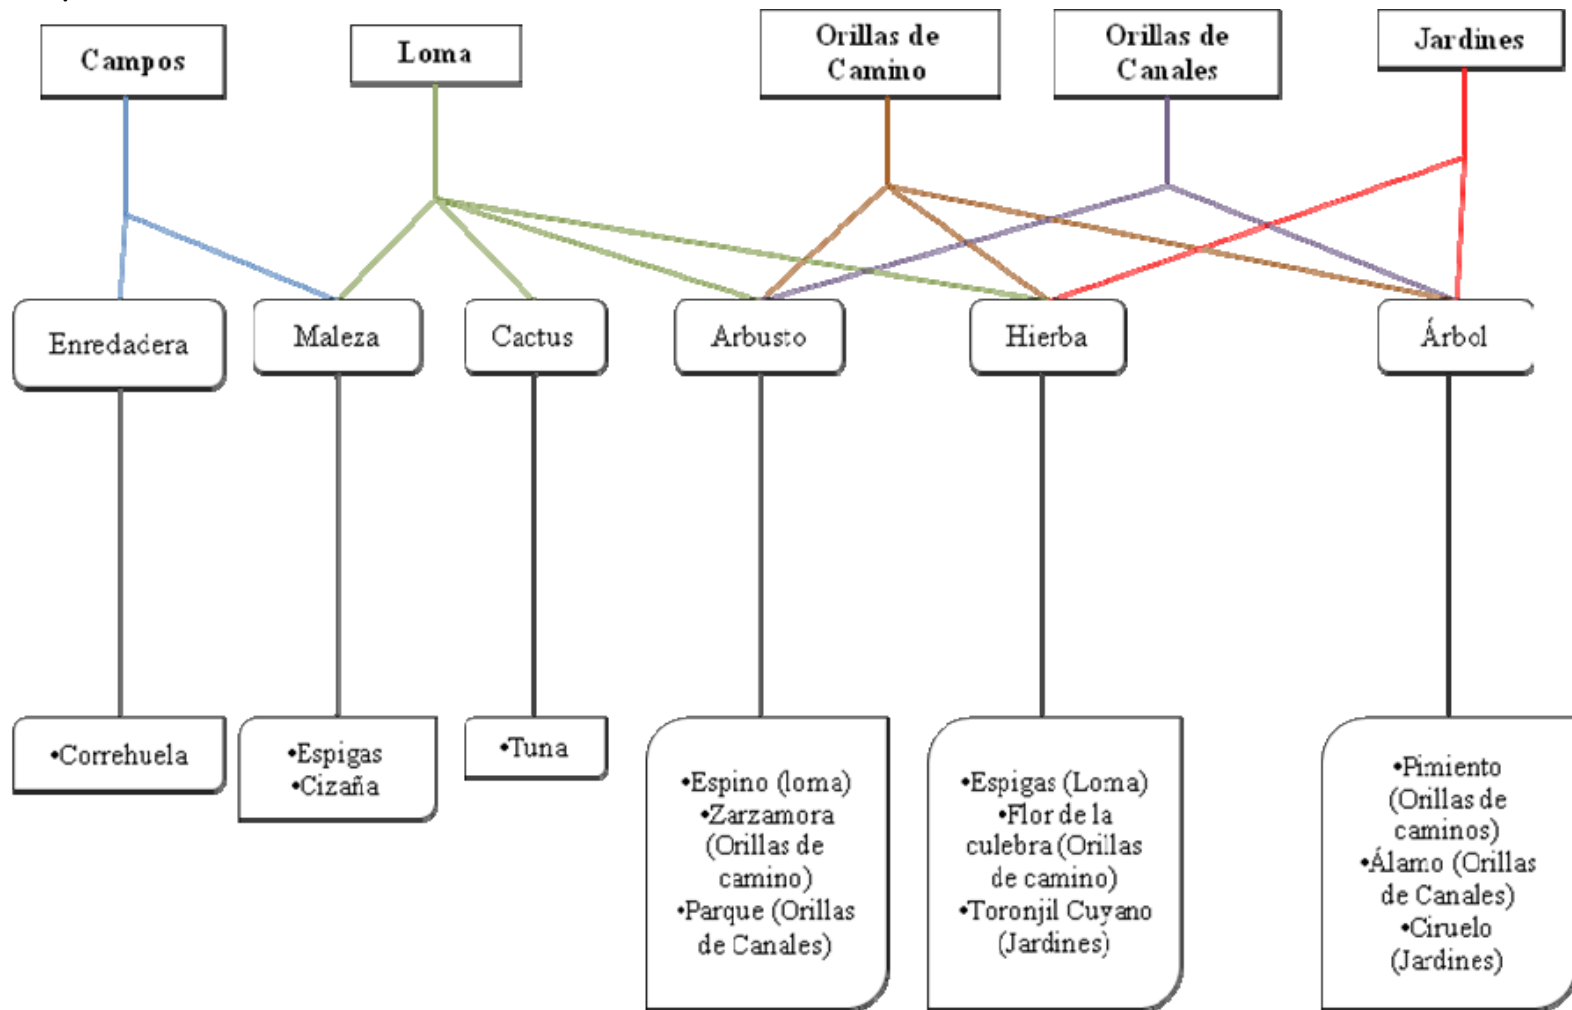 Campos
Loma
Orillas de
Camino
Orillas de
Canales
Jardines
Enredadera
Maleza
Cactus
Arbusto
Hierba
Árbol
•Correhuela
•Espigas
•Cizaña
•Tuna
•Espino (loma)
•Zarzamora
(Orillas de
camino)
•Parque (Orillas
de Canales)
•Espigas (Loma)
•Flor de la
culebra (Orillas
de camino)
•Toronjil Cuyano
(Jardines)
•Pimiento
(Orillas de
caminos)
•Álamo (Orillas
de Canales)
•Ciruelo
(Jardines)